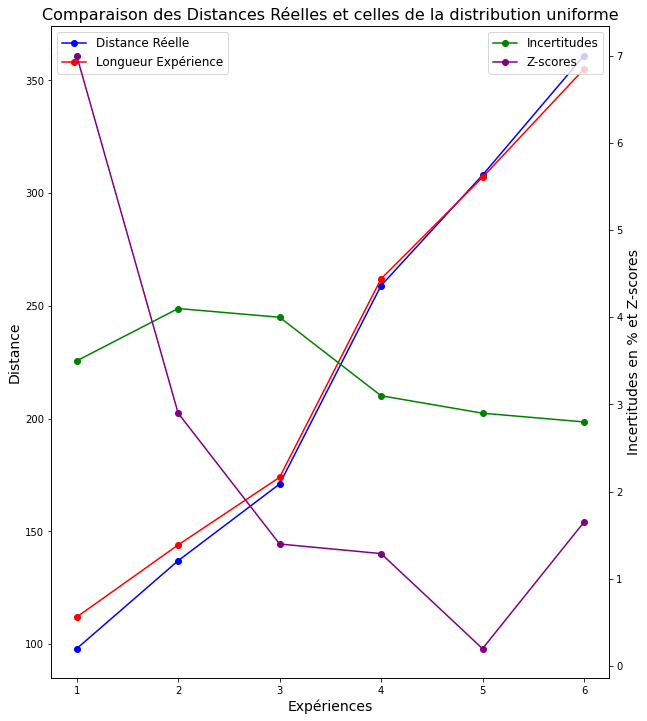 Comparaison des Distances Réelles et celles de la distribution uniforme
Distance Réelle
Longueur Expérience
Incertitudes
Z-scores
350
300
250
200
150
100
Distance
7
6
5
4
3
2
1
0
Incertitudes en % et Z-scores
1 2 3 4 5 6
Expériences